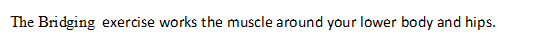 The Bridging exercise works the muscle around your lower body and hips.